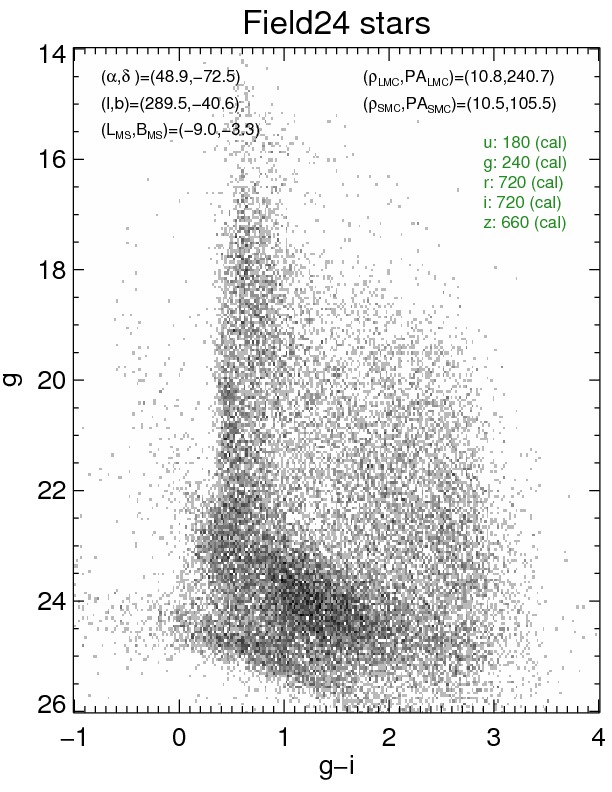 Field24 stars
(α,δ )=(48.9,−72.5)
(l,b)=(289.5,−40.6)
(LMS,BMS)=(−9.0,−3.3)
(ρLMC,PALMC)=(10.8,240.7)
(ρSMC,PASMC)=(10.5,105.5)
u: 180 (cal)
g: 240 (cal)
r: 720 (cal)
i: 720 (cal)
z: 660 (cal)
14
16
18
20
22
24
26
g
−1 0 1 2 3 4
g−i